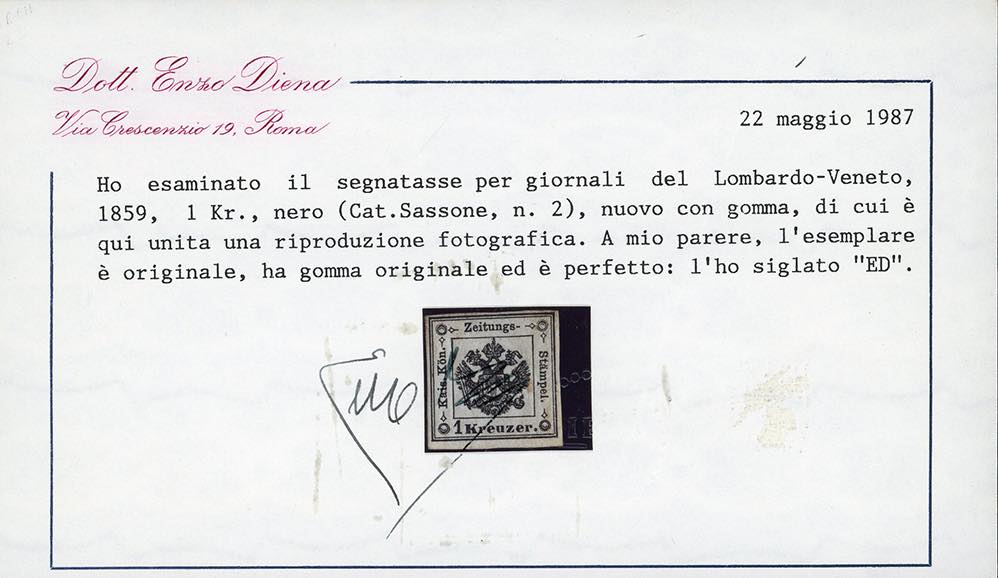 Dott. Enzo Diena
Via Crescenzio 19, Roma
22 maggio 1987
Ho esaminato il segnatasse per giornali del Lombardo-Veneto,
1859, 1 Kr., nero (Cat.Sassone, n. 2), nuovo con gomma, di cui è
qui unita una riproduzione fotografica. A mio parere, l'esemplare
è originale, ha gomma originale ed è perfetto: l'ho siglato "ED".
Zeitungs-
Kais. Kön.
Stämpel.
1 Kreuzer.